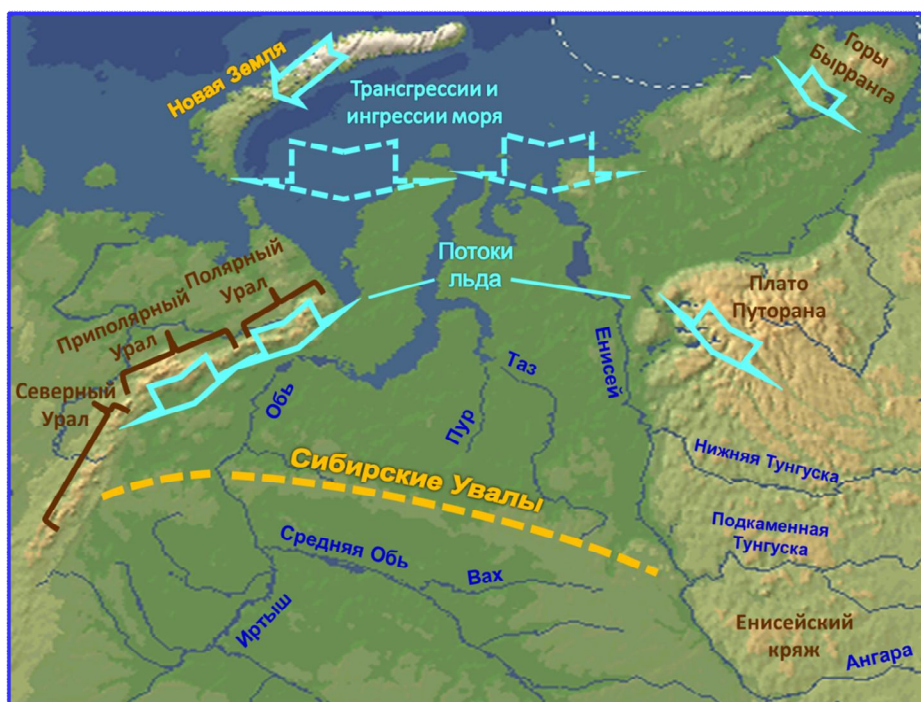 Новая Земля
Горы
Бырранга
Трансгрессии и
ингрессии моря
Потоки
льда
Полярный
Урал
Приполярный
Урал
Северный
Урал
Плато
Путорана
Енисей
Таз
Обь
Пур
Сибирские Увалы
Нижняя Тунгуска
Подкаменная
Тунгуска
Средняя Обь
Вах
Иртыш
Енисейский
кряж
Ангара